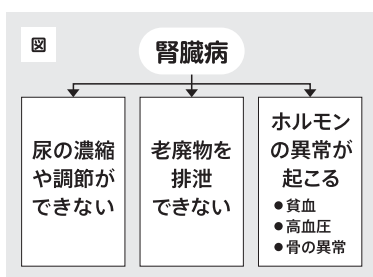 図
腎臓病
尿の濃縮
や調節が
できない
老廃物を
排泄
できない
ホルモン
の異常が
起こる
●貧血
●高血圧
●骨の異常